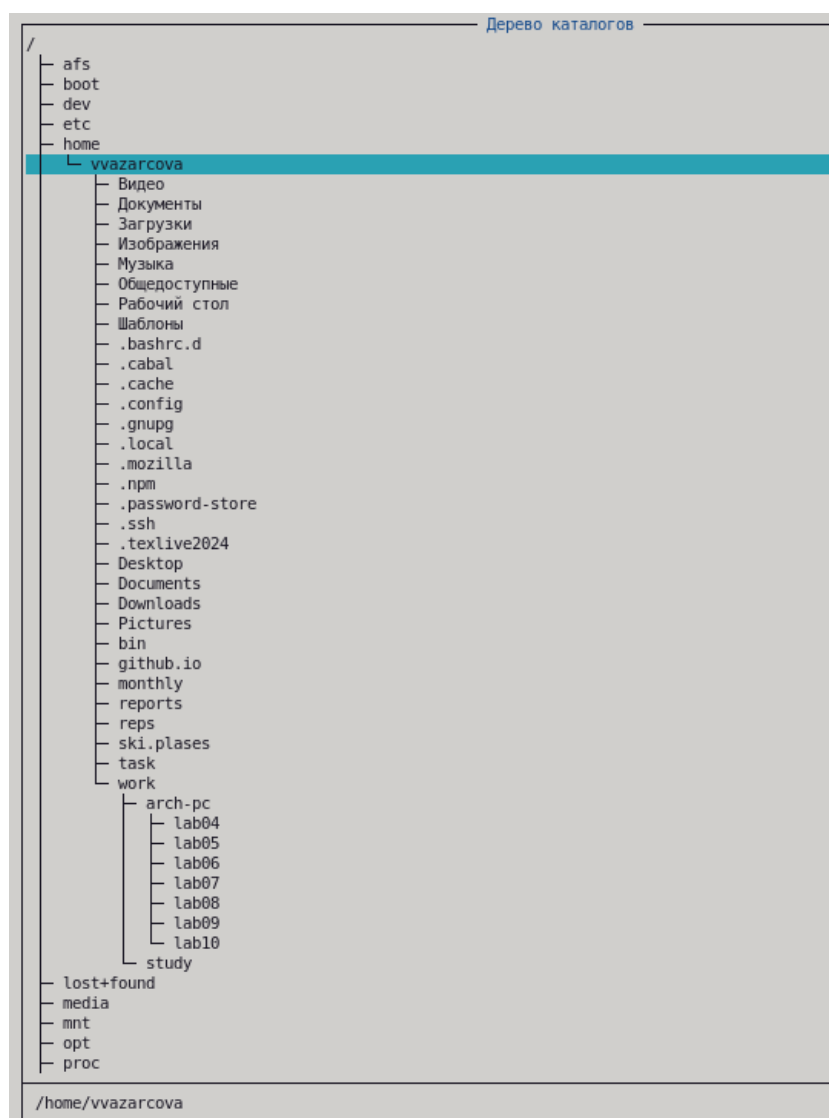 Дерево каталогов
/
afs
boot
dev
etc
home
vvazarcova
Видео
Документы
Загрузки
Изображения
Музыка
Общедоступные
Рабочий стол
Шаблоны
.bashrc.d
.cabal
.cache
.config
.gnupg
.local
.mozilla
.npm
.password-store
.ssh
.texlive2024
Desktop
Documents
Downloads
Pictures
bin
github.io
monthly
reports
reps
ski.plases
task
work
arch-pc
lab04
lab05
lab06
lab07
lab08
lab09
lab10
study
lost+found
media
mnt
opt
proc
/home/vvazarcova